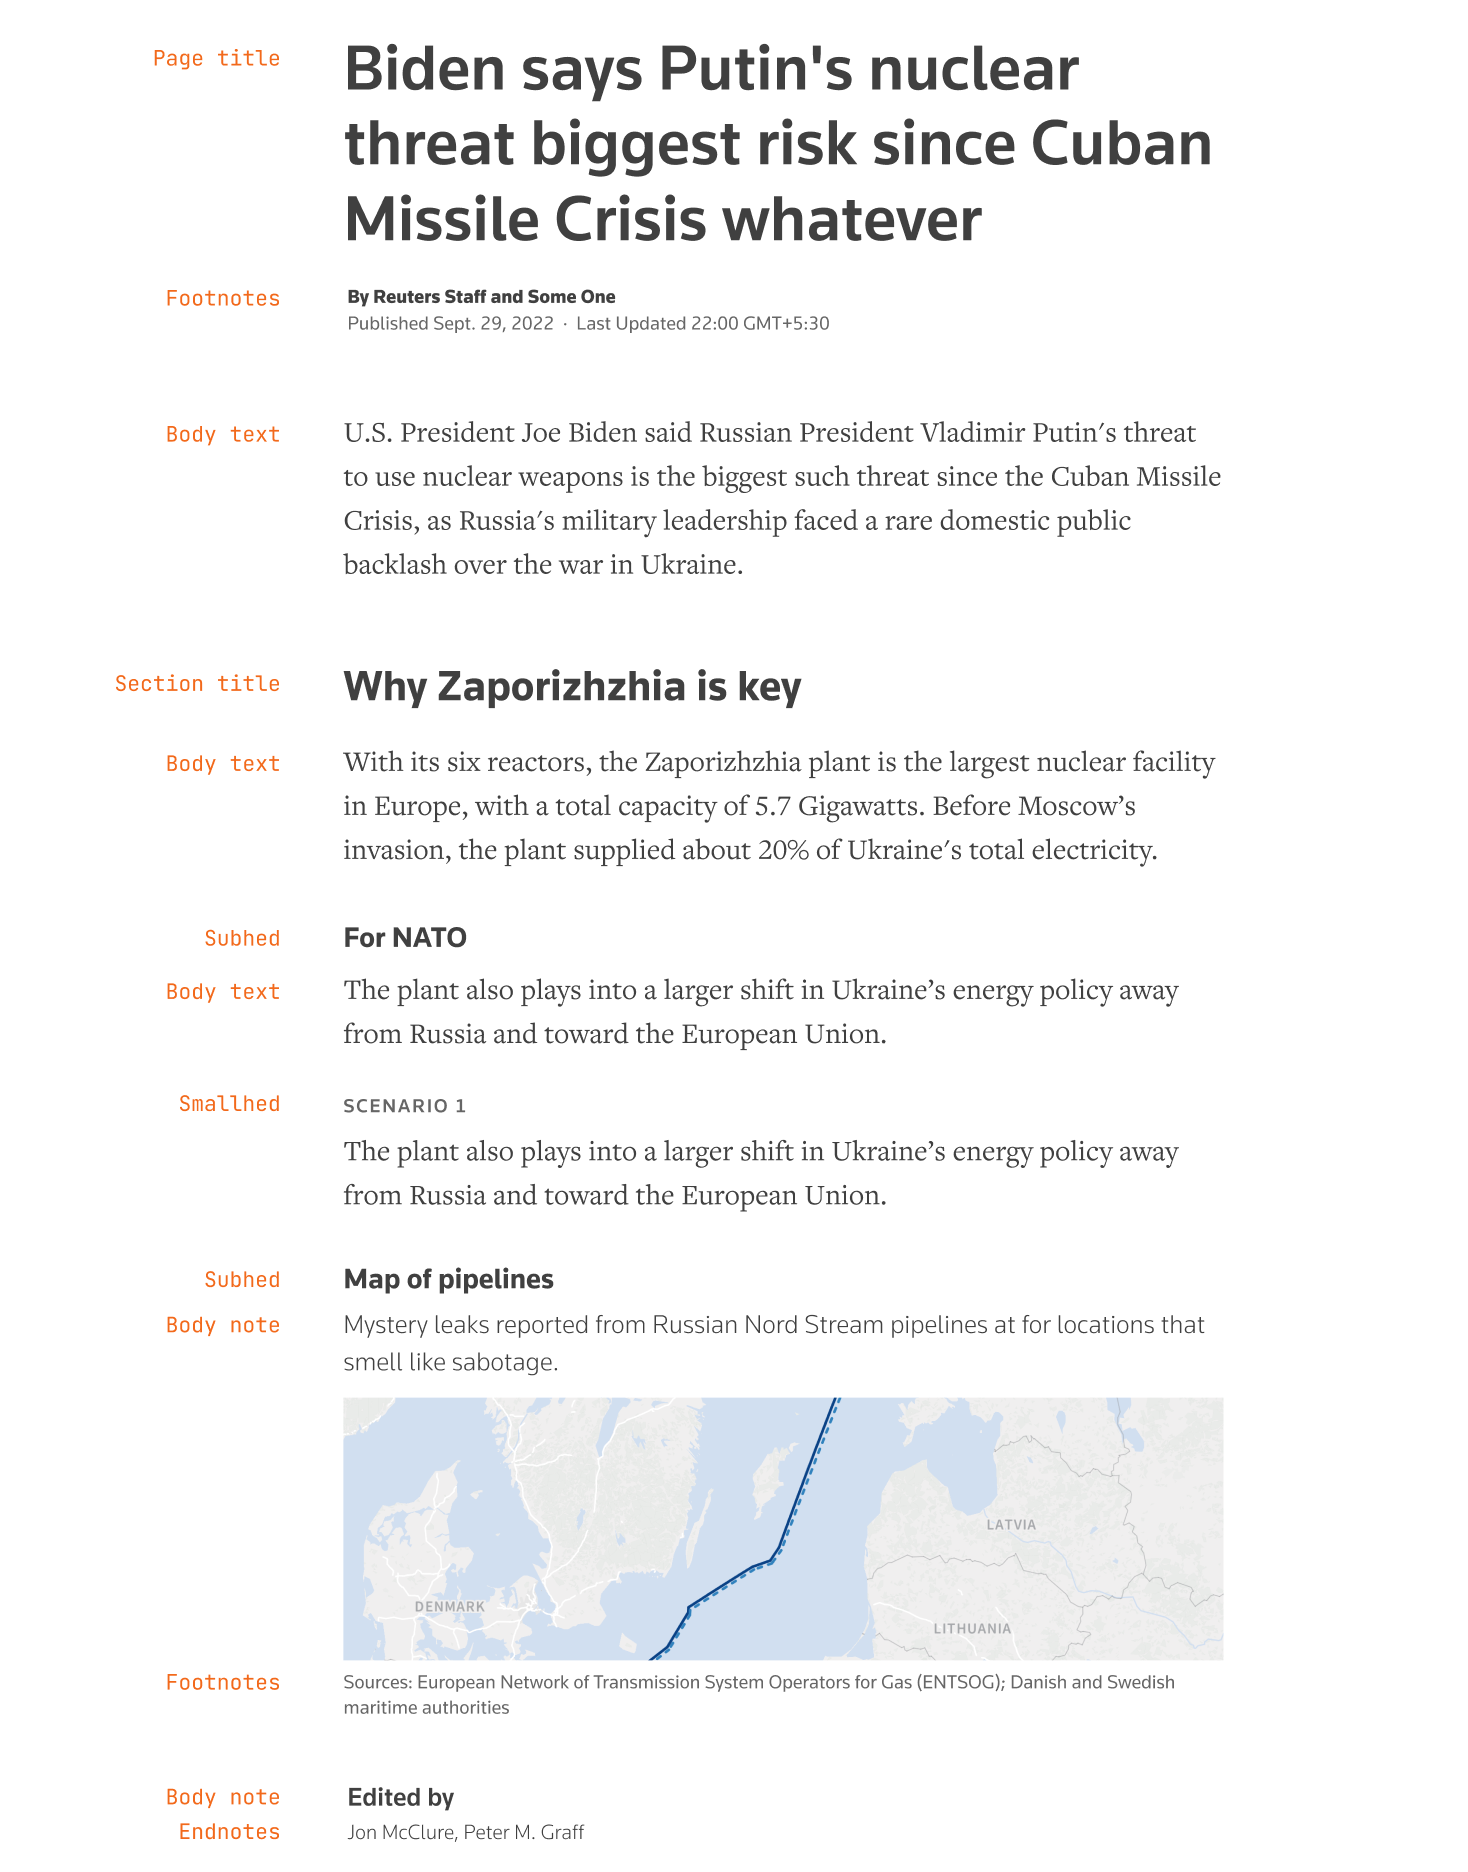 Page title
Biden says Putin's nuclear
threat biggest risk since Cuban
Missile Crisis whatever
Footnotes
By Reuters Staff and Some One
Published Sept. 29, 2022 · Last Updated 22:00 GMT+5:30
Body text
U.S. President Joe Biden said Russian President Vladimir Putin's threat
to use nuclear weapons is the biggest such threat since the Cuban Missile
Crisis, as Russia's military leadership faced a rare domestic public
backlash over the war in Ukraine.
Section title
Why Zaporizhzhia is key
Body text
With its six reactors, the Zaporizhzhia plant is the largest nuclear facility
in Europe, with a total capacity of 5.7 Gigawatts. Before Moscow’s
invasion, the plant supplied about 20% of Ukraine's total electricity.
Subhed
For NATO
Body text
The plant also plays into a larger shift in Ukraine’s energy policy away
from Russia and toward the European Union.
Smallhed
SCENARIO 1
The plant also plays into a larger shift in Ukraine’s energy policy away
from Russia and toward the European Union.
Subhed
Map of pipelines
Body note
Mystery leaks reported from Russian Nord Stream pipelines at for locations that
smell like sabotage.
LATVIA
DENMARK
LITHUANIA
Footnotes
Sources: European Network of Transmission System Operators for Gas (ENTSOG); Danish and Swedish
maritime authorities
Body note
Edited by
Endnotes
Jon McClure, Peter M. Graff